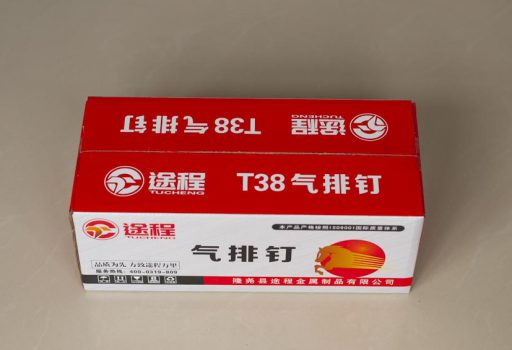 途程 T38气排钉
TUCHENG
途程 T38气排钉
TUCHENG
途程
TUCHENG
本产品严格按照ISO9001国际质量体系
气排钉
品质为先 方致途程万里
服务热线：400-0319-809
隆尧县途程金属制品有限公司